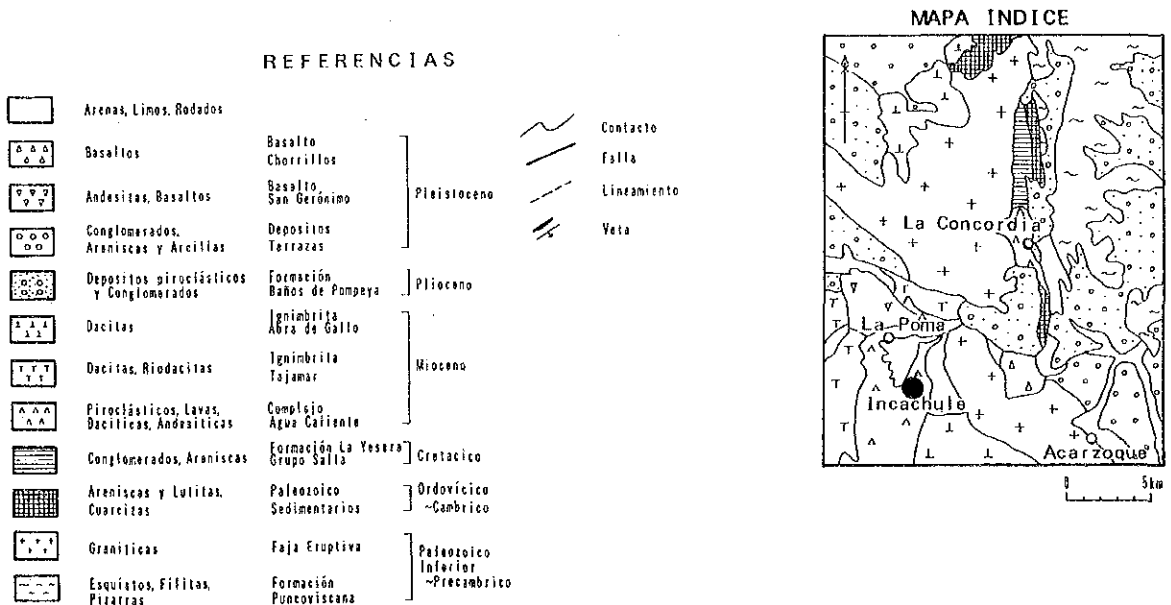 MAPA INDICE
REFERENCIAS
Arenas, Limos, Rodados
Basaltos
Basalto
Chorrillos
Andesitas, Basaltos
Basalto
San Gerónimo
Conglomerados,
Areniscas y Arcillas
Depositos
Terrazas
Pleistoceno
Depositos piroclásticos
y Conglomerados
Formación
Baños de Pompeya
Plioceno
Dacitas
Ignimbrita
Abra de Gallo
Dacitas, Riodacitas
Ignimbrita
Tajamar
Piroclásticos, Lavas,
Daciticas, Andesiticas
Complejo
Agua Caliente
Mioceno
Conglomerados, Areniscas
Formación La Yesera
Grupo Salta
Cretacico
Areniscas y Lutitas,
Cuarcitas
Paleozoico
Sedimentarios
Ordovícico
~Cambrico
Graniticas
Faja Eruptiva
Esquistos, Filitas,
Pizarras
Formación
Puncoviscana
Paleozoico
Inferior
~Precambrico
Contacto
Falla
Lineamiento
Veta
La Concordia
La Poma
Incachule
Acarzoque
0 5km